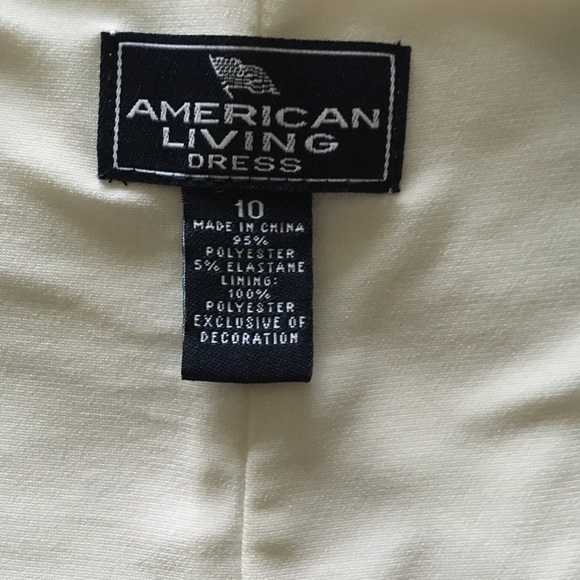 AMERICAN
LIVING
DRESS
10
MADE IN CHINA
95%
POLYESTER
5% ELASTANE
LINING:
100%
POLYESTER
EXCLUSIVE OF
DECORATION